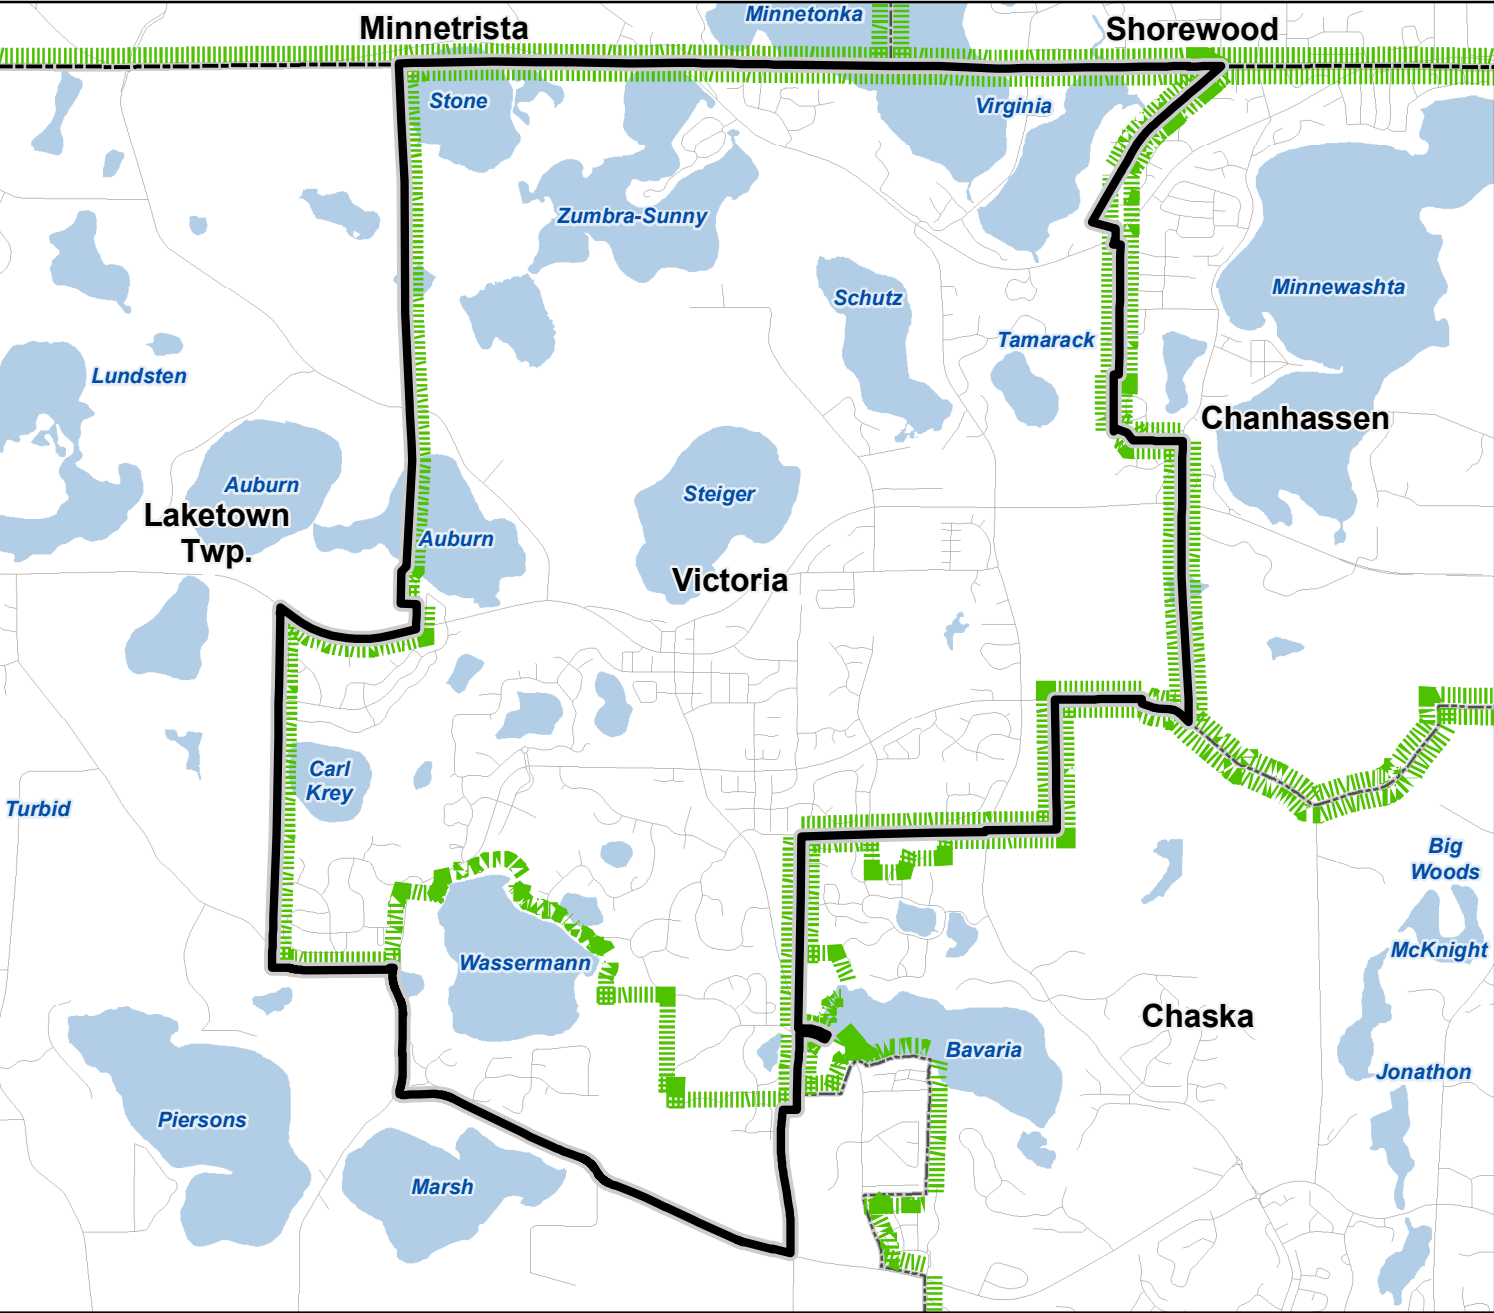 Minnetonka
Minnetrista
Shorewood
Stone
Virginia
Zumbra-Sunny
Minnewashta
Schutz
Tamarack
Lundsten
Chanhassen
Auburn
Steiger
Laketown
Twp.
Auburn
Victoria
Carl
Krey
Turbid
Big
Woods
McKnight
Wassermann
Chaska
Bavaria
Jonathon
Piersons
Marsh